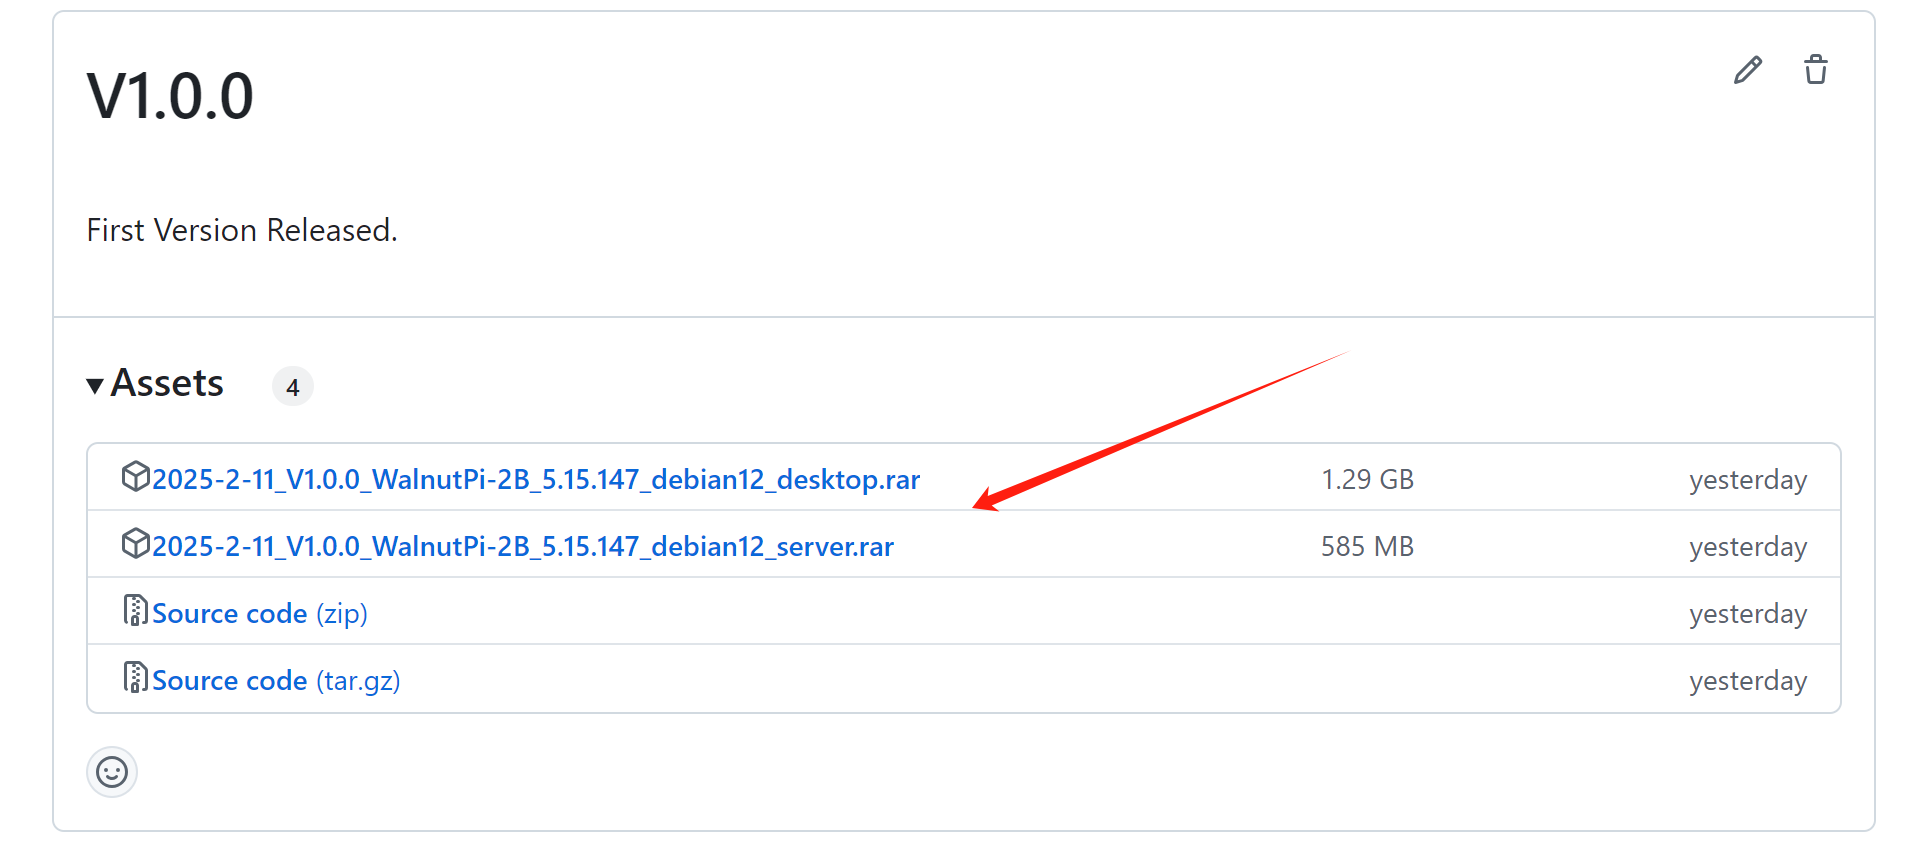 V1.0.0
First Version Released.
Assets 4
2025-2-11_V1.0.0_WalnutPi-2B_5.15.147_debian12_desktop.rar 1.29 GB yesterday
2025-2-11_V1.0.0_WalnutPi-2B_5.15.147_debian12_server.rar 585 MB yesterday
Source code (zip) yesterday
Source code (tar.gz) yesterday